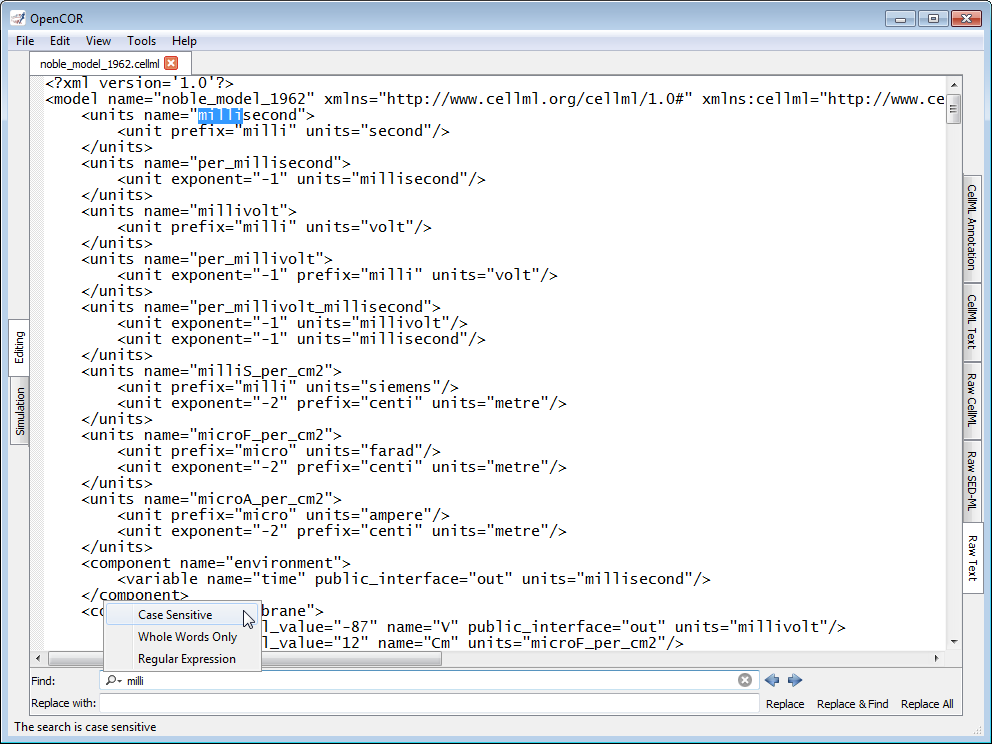 OpenCOR
File Edit View Tools Help
noble_model_1962.cellml
<?xml version='1.0'?>
<model name="noble_model_1962" xmlns="http://www.cellml.org/cellml/1.0#" xmlns:cellml="http://www.ce
<units name="millisecond">
<unit prefix="milli" units="second"/>
</units>
<units name="per_millisecond">
<unit exponent="-1" units="millisecond"/>
</units>
<units name="millivolt">
<unit prefix="milli" units="volt"/>
</units>
<units name="per_millivolt">
<unit exponent="-1" prefix="milli" units="volt"/>
</units>
<units name="per_millivolt_millisecond">
<unit exponent="-1" units="millivolt"/>
<unit exponent="-1" units="millisecond"/>
</units>
<units name="milliS_per_cm2">
<unit prefix="milli" units="siemens"/>
<unit exponent="-2" prefix="centi" units="metre"/>
</units>
<units name="microF_per_cm2">
<unit prefix="micro" units="farad"/>
<unit exponent="-2" prefix="centi" units="metre"/>
</units>
<units name="microA_per_cm2">
<unit prefix="micro" units="ampere"/>
<unit exponent="-2" prefix="centi" units="metre"/>
</units>
<component name="environment">
<variable name="time" public_interface="out" units="millisecond"/>
</component>
<co brane">
l_value="-87" name="V" public_interface="out" units="millivolt"/>
l_value="12" name="Cm" units="microF_per_cm2"/>
Case Sensitive
Whole Words Only
Regular Expression
Editing
Simulation
CellML Annotation
CellML Text
Raw CellML
Raw SED-ML
Raw Text
Find: milli
Replace with: Replace Replace & Find Replace All
The search is case sensitive